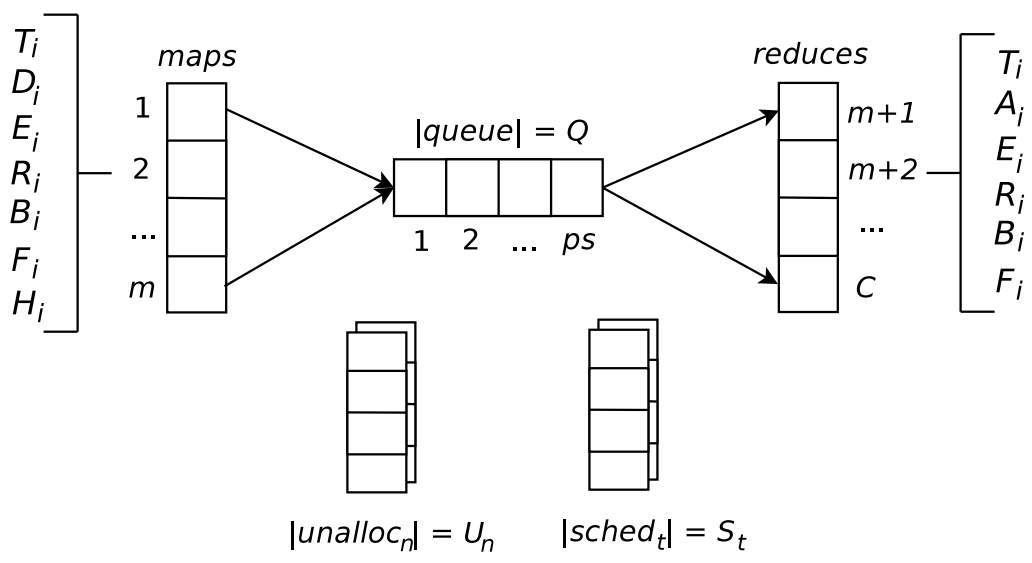 T_i
D_i
E_i
R_i
B_i
F_i
H_i
maps
1
2
...
m
|queue| = Q
1 2 ... ps
reduces
m+1
m+2
...
C
T_i
A_i
E_i
R_i
B_i
F_i
|unalloc_n| = U_n
|sched_t| = S_t